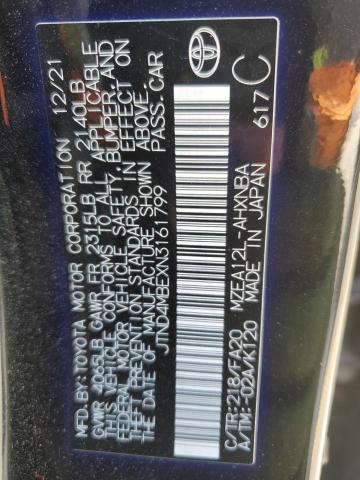 MFD.BY:TOYOTA MOTOR CORPORATION 12/21
GVWR 4065LB GAWR FR 2315LB RR 2140LB
THIS VEHICLE CONFORMS TO ALL APPLICABLE
FEDERAL MOTOR VEHICLE SAFETY, BUMPER, AND
THEFT PREVENTION STANDARDS IN EFFECT ON
THE DATE OF MANUFACTURE SHOWN ABOVE.
JTND4MBEXN3161799 PASS.CAR
C/TR:218/FA20 MZEA12L-AHXNBA 617C
A/TM:-02A/K120 MADE IN JAPAN